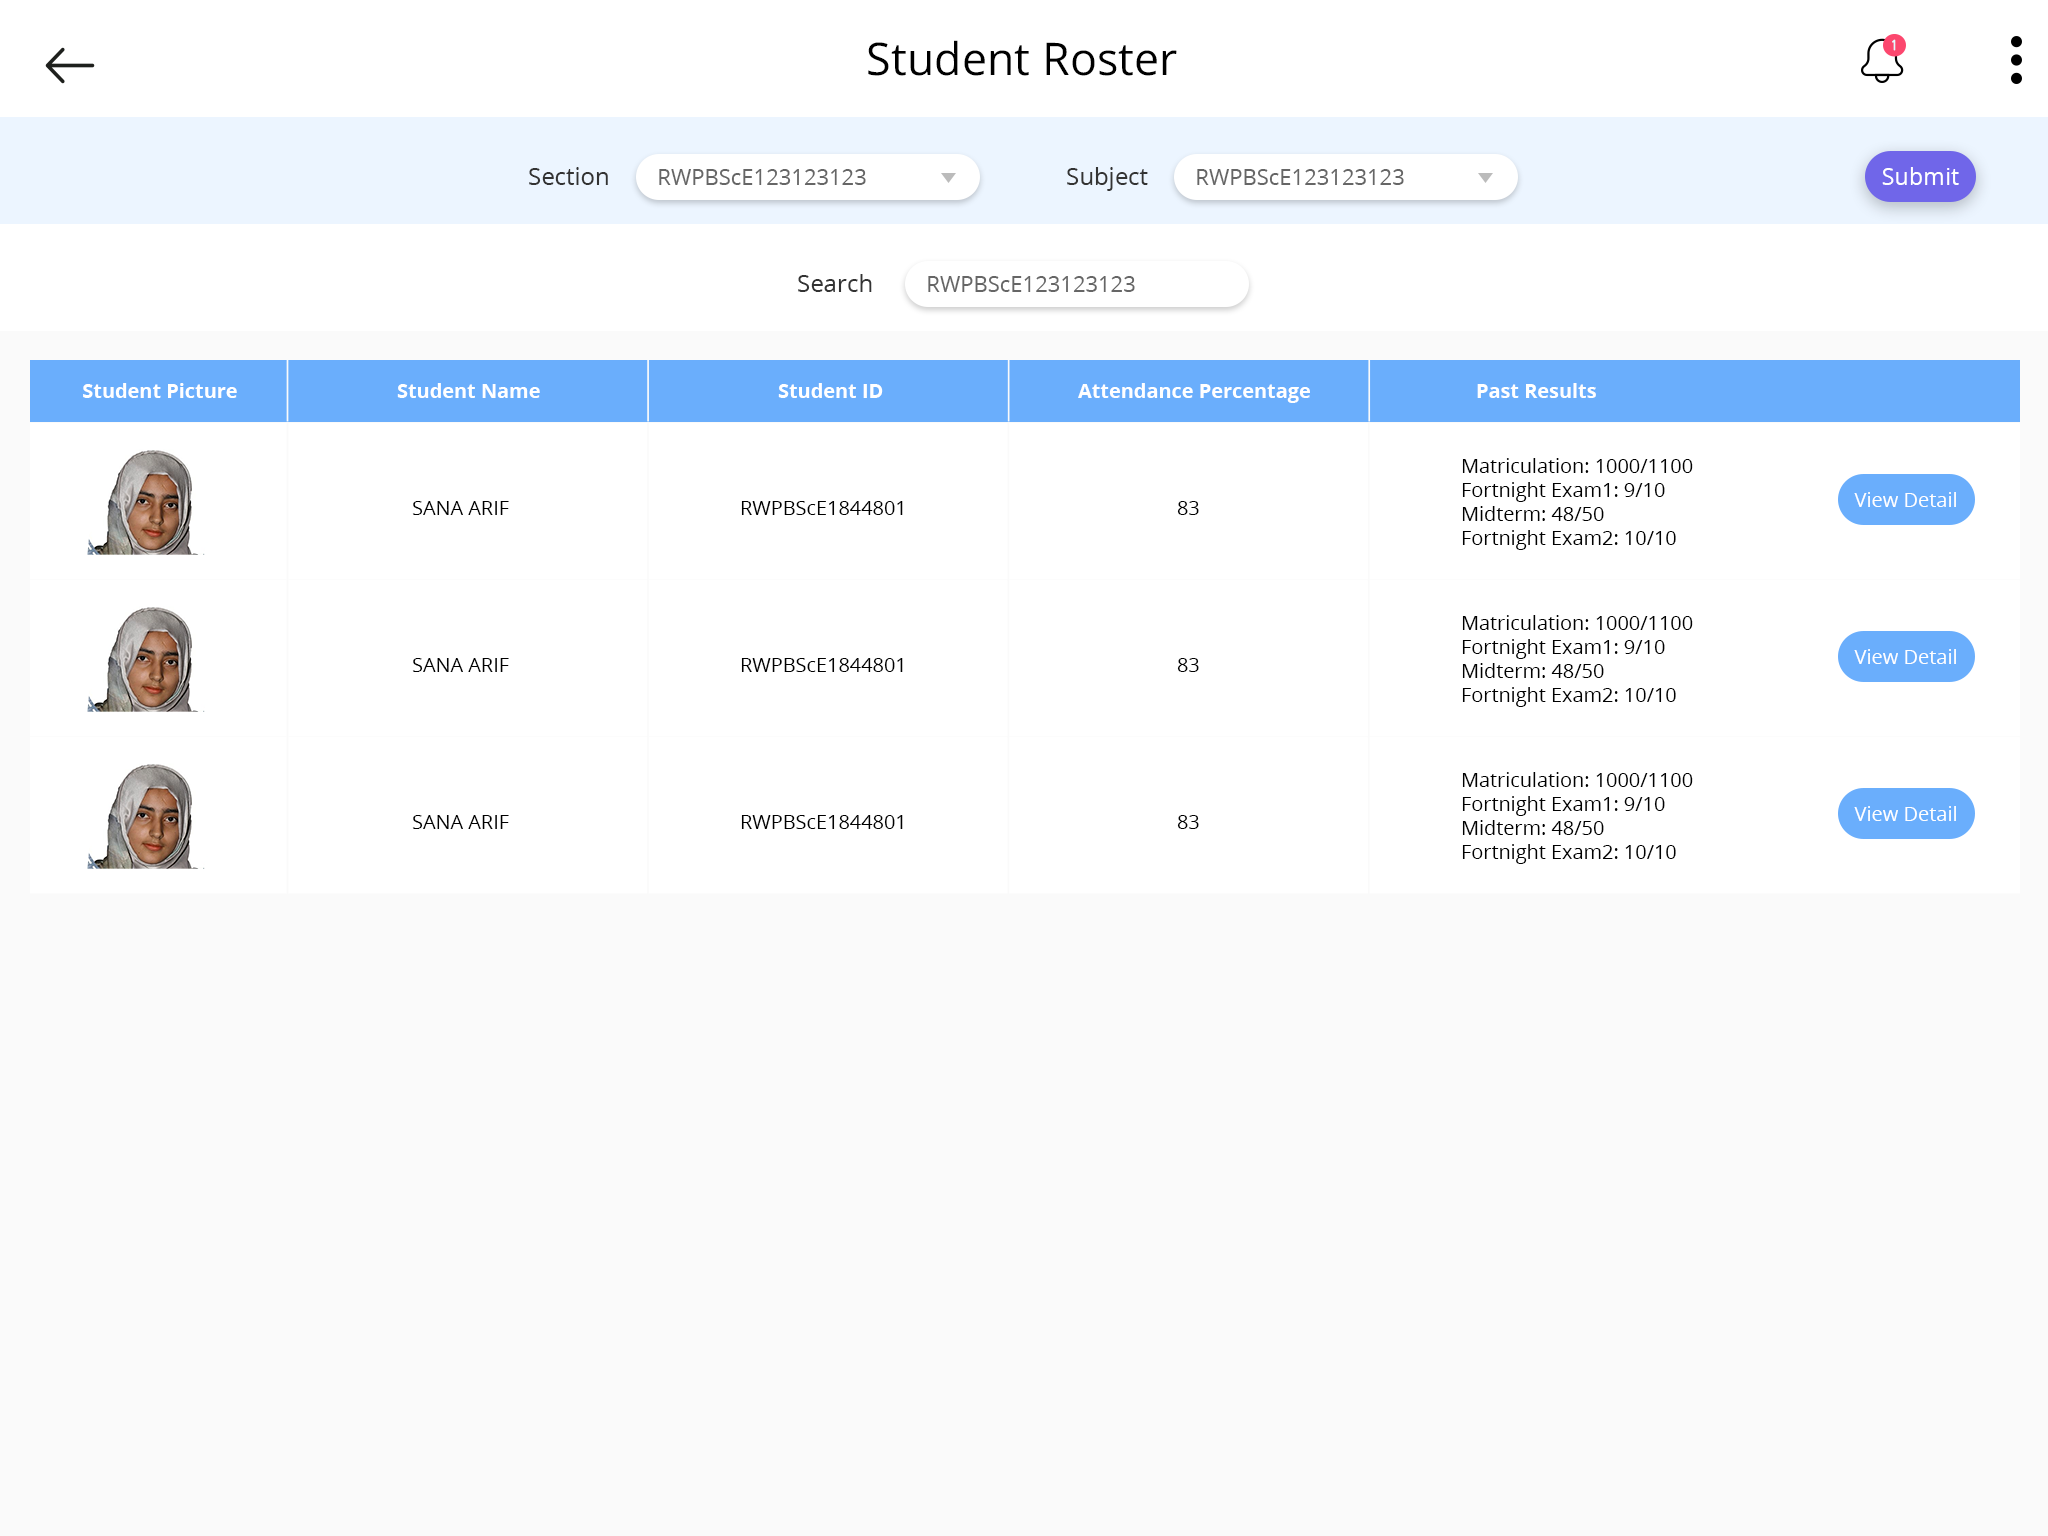 Student Roster
1
Section RWPBScE123123123 Subject RWPBScE123123123 Submit
Search RWPBScE123123123
Student Picture Student Name Student ID Attendance Percentage Past Results
SANA ARIF RWPBScE1844801 83
Matriculation: 1000/1100
Fortnight Exam1: 9/10
Midterm: 48/50
Fortnight Exam2: 10/10
View Detail
SANA ARIF RWPBScE1844801 83
Matriculation: 1000/1100
Fortnight Exam1: 9/10
Midterm: 48/50
Fortnight Exam2: 10/10
View Detail
SANA ARIF RWPBScE1844801 83
Matriculation: 1000/1100
Fortnight Exam1: 9/10
Midterm: 48/50
Fortnight Exam2: 10/10
View Detail